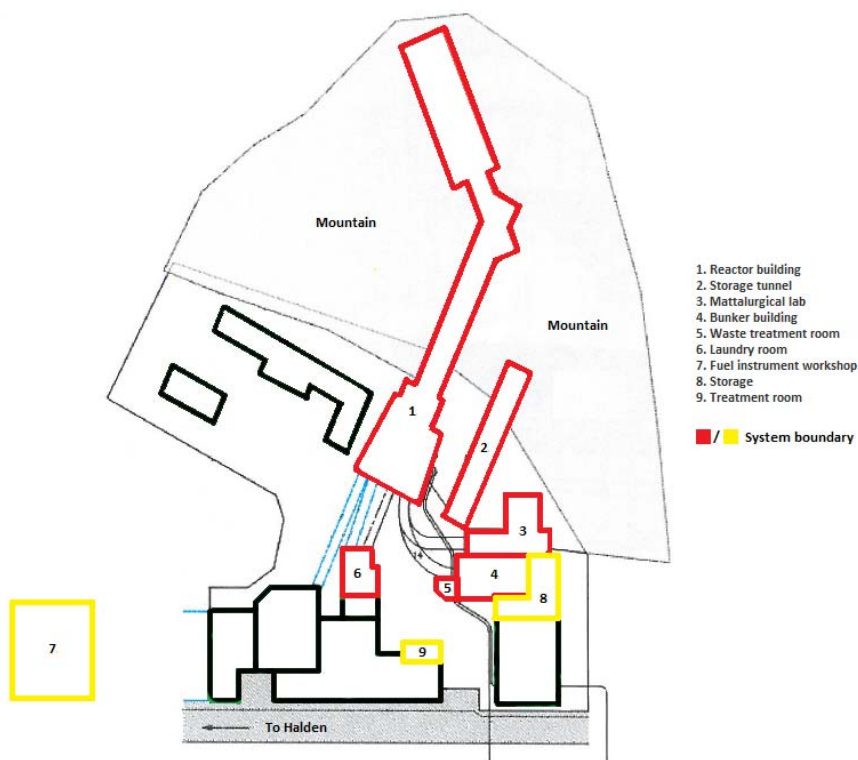 Mountain
Mountain
1. Reactor building
2. Storage tunnel
3. Mattalurgical lab
4. Bunker building
5. Waste treatment room
6. Laundry room
7. Fuel instrument workshop
8. Storage
9. Treatment room
/ System boundary
1
2
3
4
5
6
7
8
9
14
To Halden